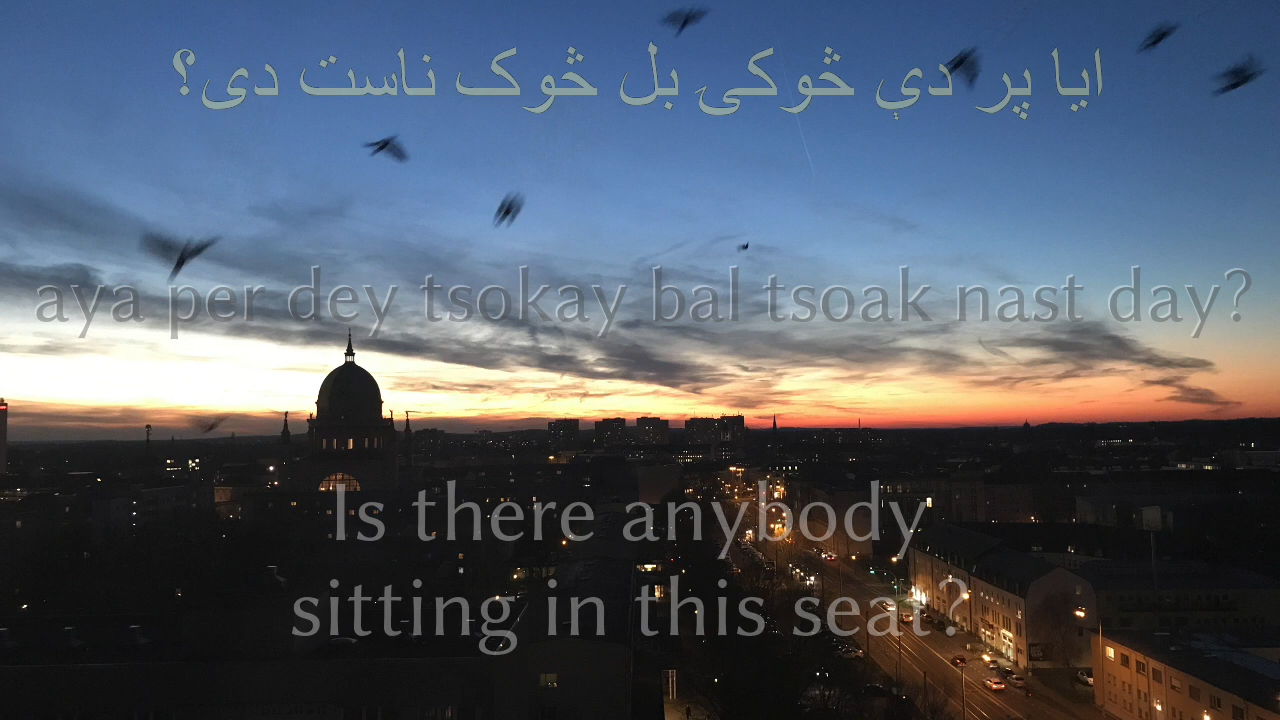 ایا پر دې څوکۍ بل څوک ناست دی؟
aya per dey tsokay bal tsoak nast day?
Is there anybody
sitting in this seat?